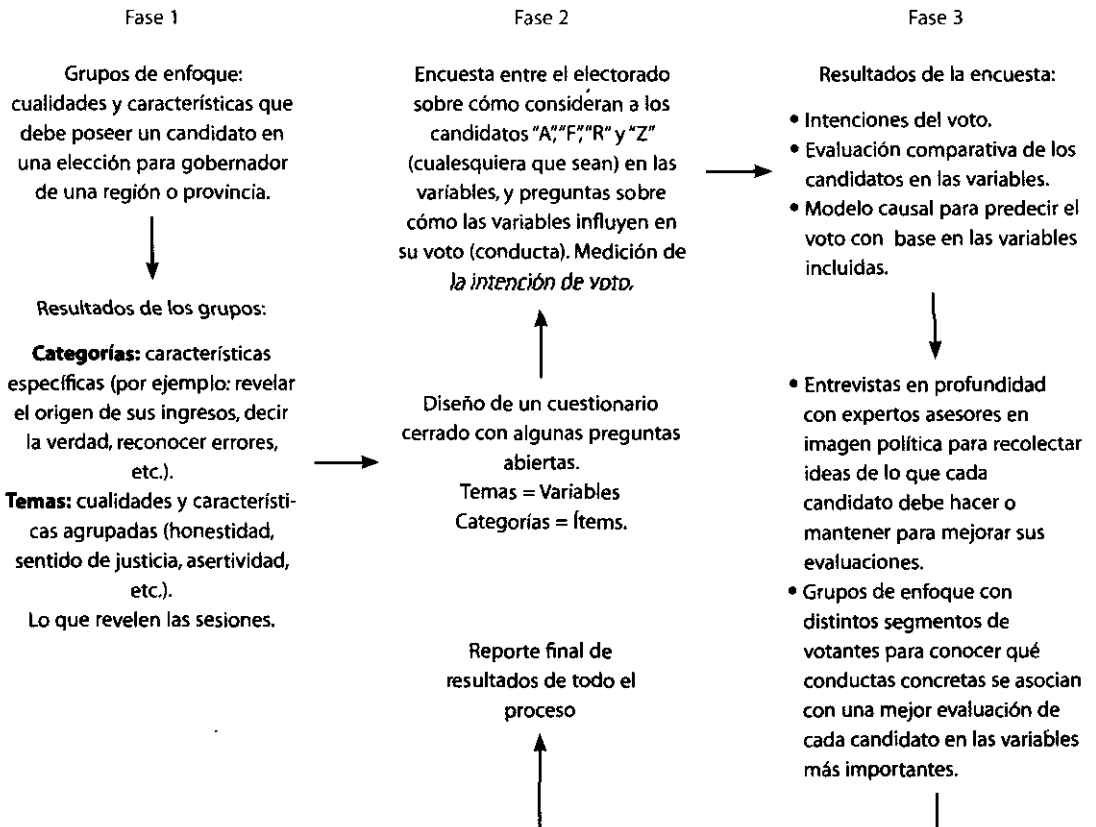 Fase 1
Grupos de enfoque:
cualidades y características que
debe poseer un candidato en
una elección para gobernador
de una región o provincia.
Resultados de los grupos:
Categorías: características
específicas (por ejemplo: revelar
el origen de sus ingresos, decir
la verdad, reconocer errores,
etc.).
Temas: cualidades y característi-
cas agrupadas (honestidad,
sentido de justicia, asertividad,
etc.).
Lo que revelen las sesiones.
Fase 2
Encuesta entre el electorado
sobre cómo consideran a los
candidatos "A", "F", "R" y "Z"
(cualesquiera que sean) en las
variables, y preguntas sobre
cómo las variables influyen en
su voto (conducta). Medición de
la intención de voto.
Diseño de un cuestionario
cerrado con algunas preguntas
abiertas.
Temas = Variables
Categorías = Ítems.
Reporte final de
resultados de todo el
proceso
Fase 3
Resultados de la encuesta:
• Intenciones del voto.
• Evaluación comparativa de los
candidatos en las variables.
• Modelo causal para predecir el
voto con base en las variables
incluidas.
• Entrevistas en profundidad
con expertos asesores en
imagen política para recolectar
ideas de lo que cada
candidato debe hacer o
mantener para mejorar sus
evaluaciones.
• Grupos de enfoque con
distintos segmentos de
votantes para conocer qué
conductas concretas se asocian
con una mejor evaluación de
cada candidato en las variables
más importantes.